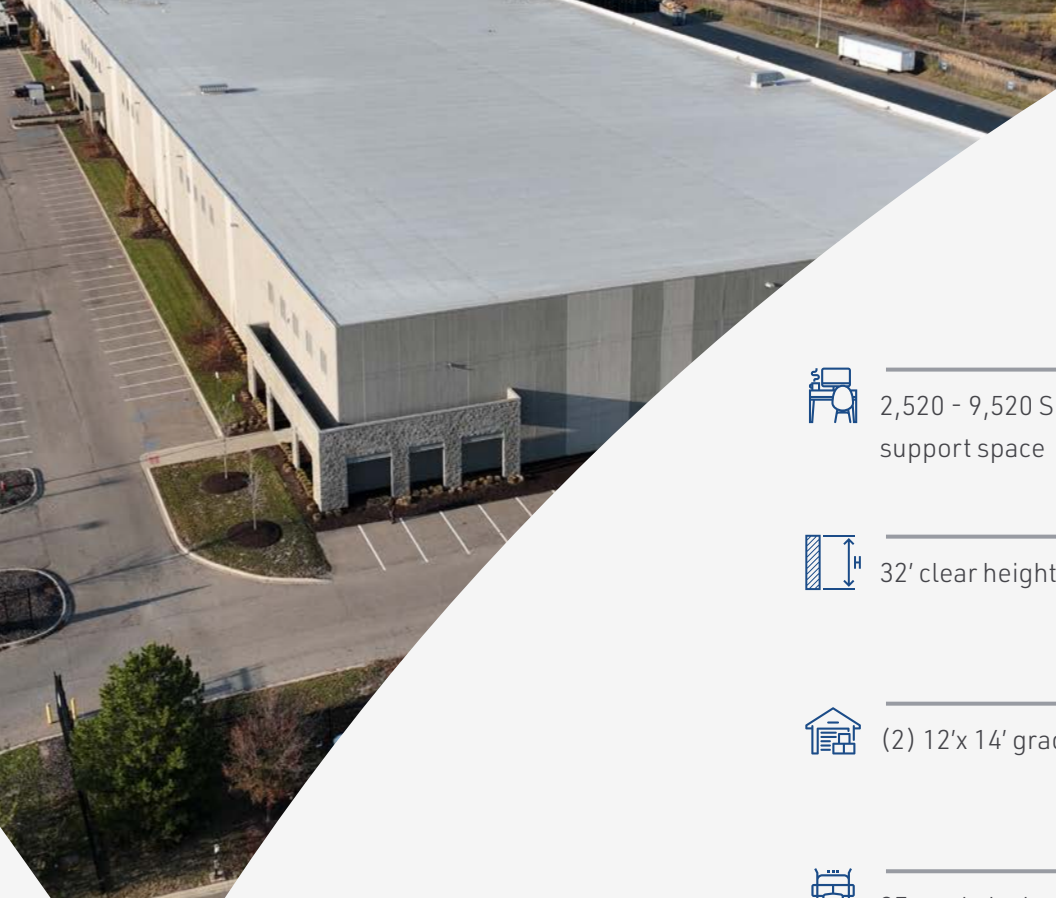 2,520 - 9,520 S
support space
32’ clear height
(2) 12’x 14’ grad